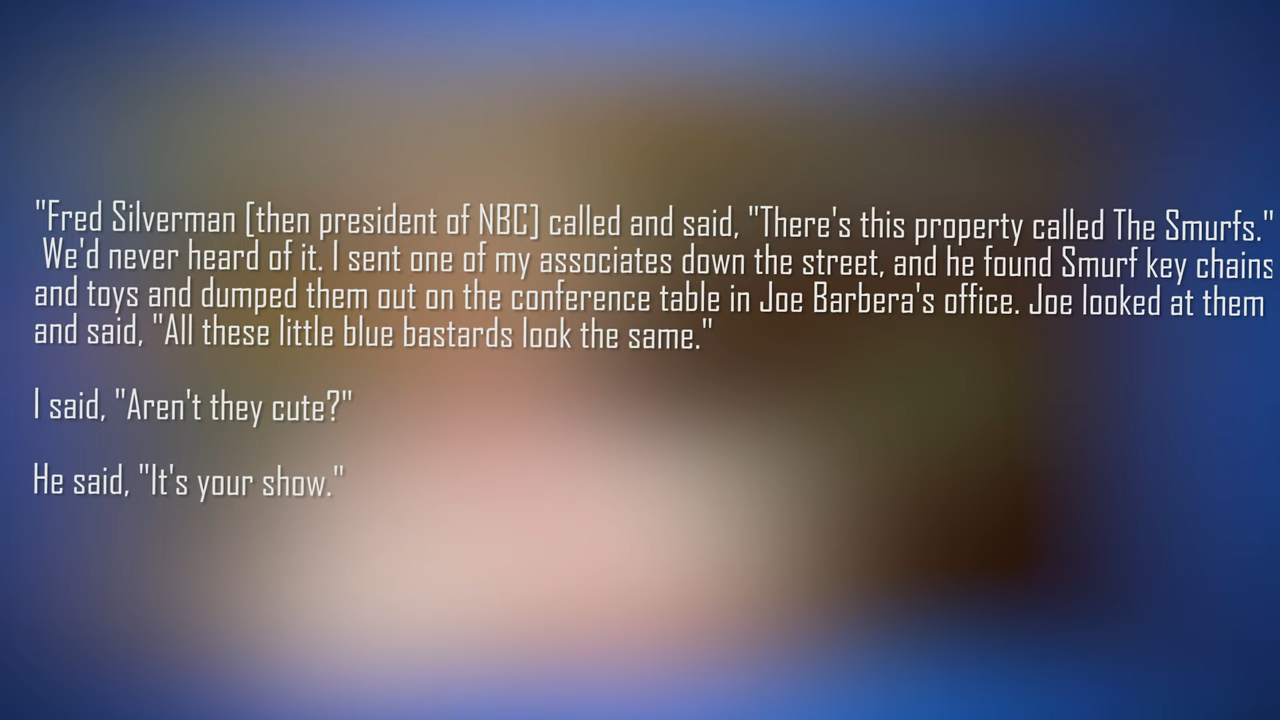 "Fred Silverman [then president of NBC] called and said, "There's this property called The Smurfs."
We'd never heard of it. I sent one of my associates down the street, and he found Smurf key chains
and toys and dumped them out on the conference table in Joe Barbera's office. Joe looked at them
and said, "All these little blue bastards look the same."
I said, "Aren't they cute?"
He said, "It's your show."